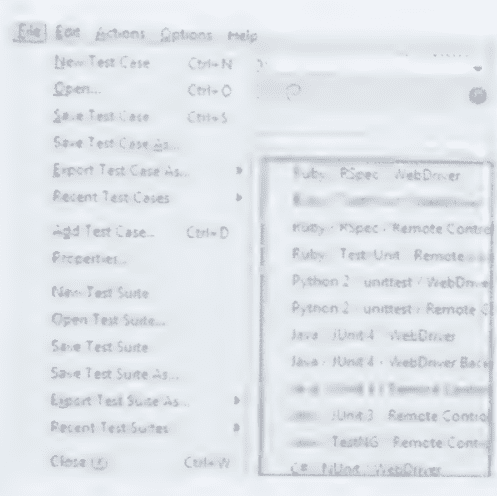 File Edit Actions Options Help
New Test Case Ctrl+N
Open... Ctrl+O
Save Test Case Ctrl+S
Save Test Case As...
Export Test Case As...
Recent Test Cases
Add Test Case... Ctrl+D
Properties...
New Test Suite
Open Test Suite...
Save Test Suite
Save Test Suite As...
Export Test Suite As...
Recent Test Suites
Close (X) Ctrl+W
Ruby / RSpec / WebDriver
Ruby / RSpec / Remote Control
Ruby / Test::Unit / Remote
Python 2 / unittest / WebDrive
Python 2 / unittest / Remote C
Java / JUnit 4 / WebDriver
Java / JUnit 4 / WebDriver Back
JUnit 3 / Remote Contro
TestNG / Remote Contr
C# / NUnit / WebDriver